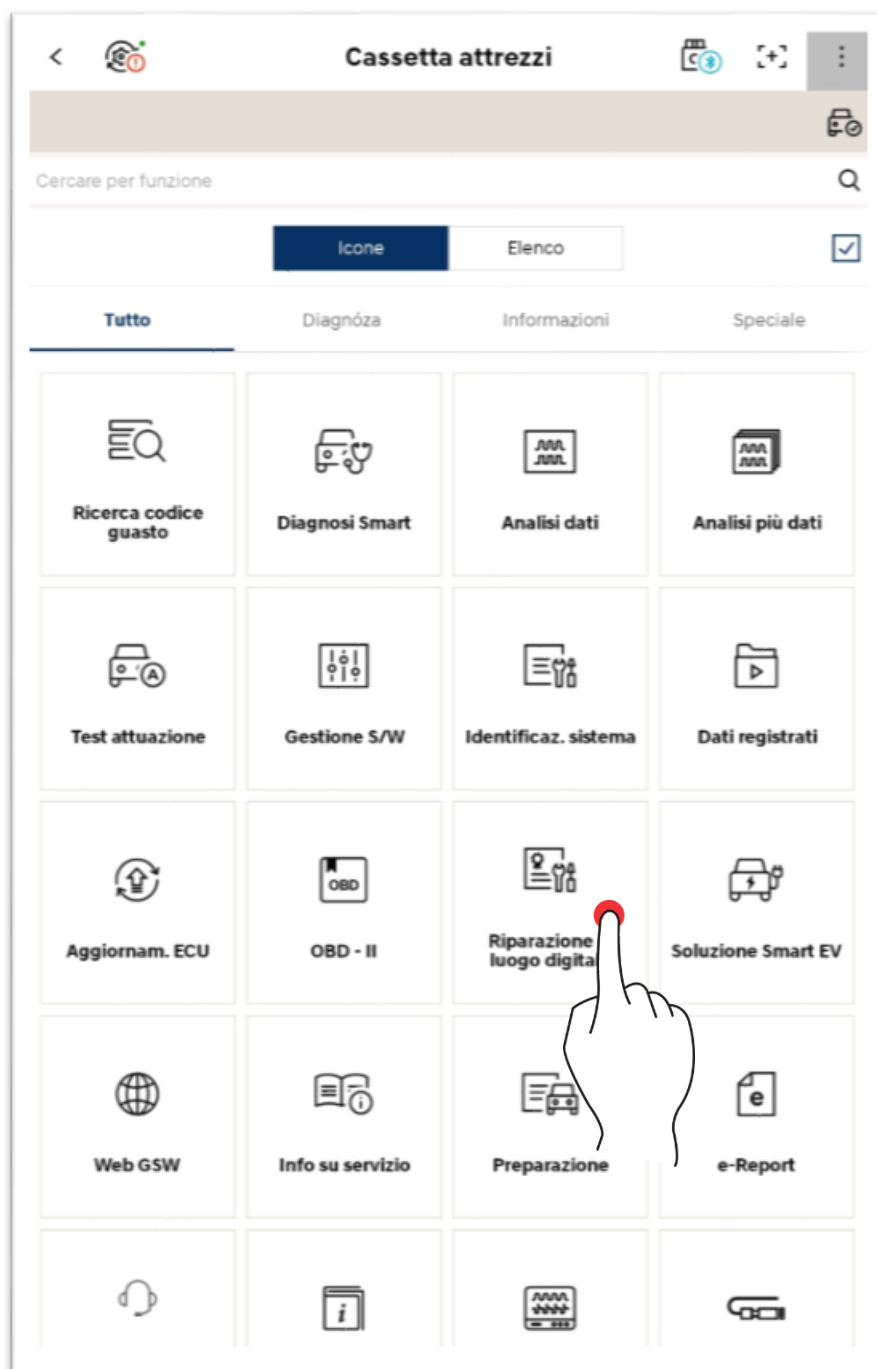 Cassetta attrezzi
Cercare per funzione
Icone
Elenco
Tutto
Diagnóza
Informazioni
Speciale
Ricerca codice
guasto
Diagnosi Smart
Analisi dati
Analisi più dati
A
Test attuazione
Gestione S/W
Identificaz. sistema
Dati registrati
OBD
Aggiornam. ECU
OBD - II
Riparazione
luogo
Soluzione Smart EV
e
Web GSW
Info su servizio
Preparazione
e-Report
i